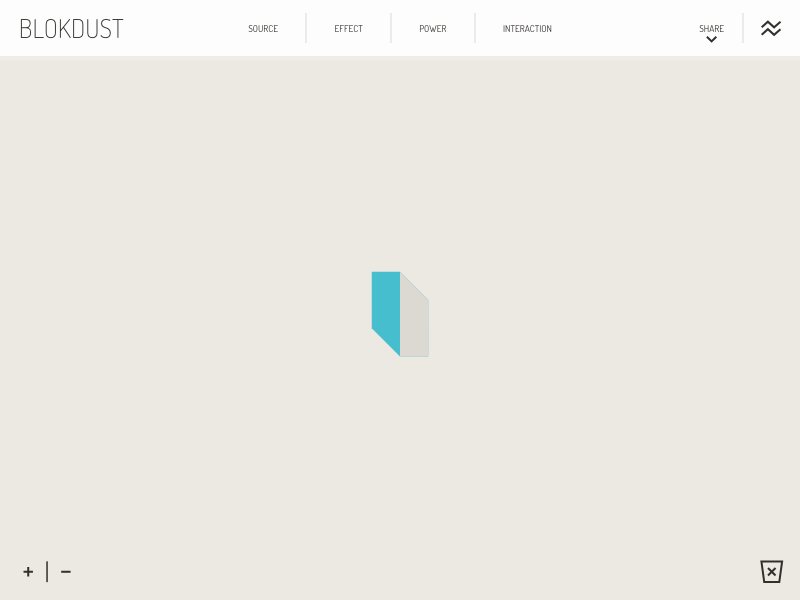 BLOKDUST
SOURCE
EFFECT
POWER
INTERACTION
SHARE